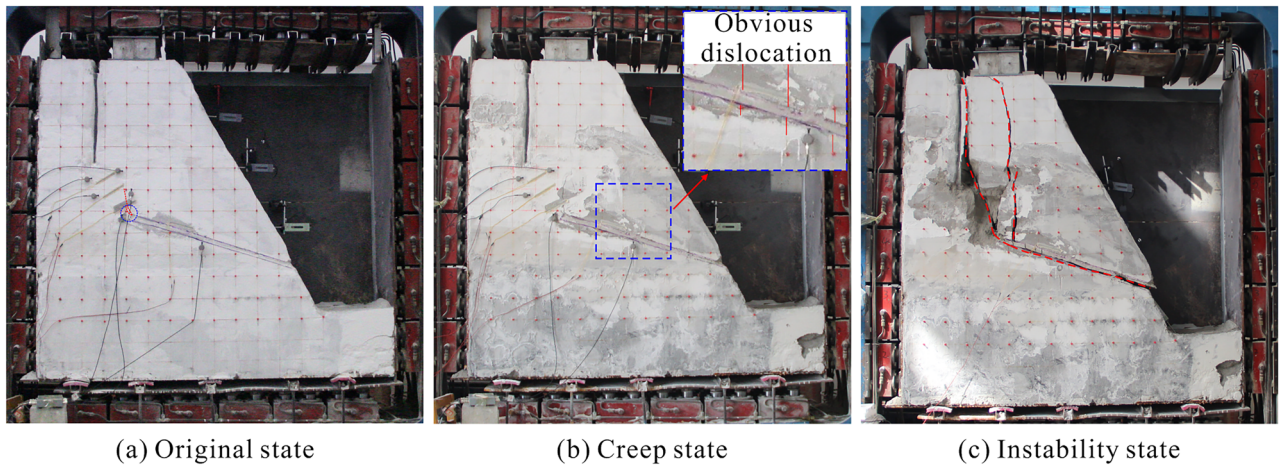 Obvious
dislocation
(a) Original state
(b) Creep state
(c) Instability state